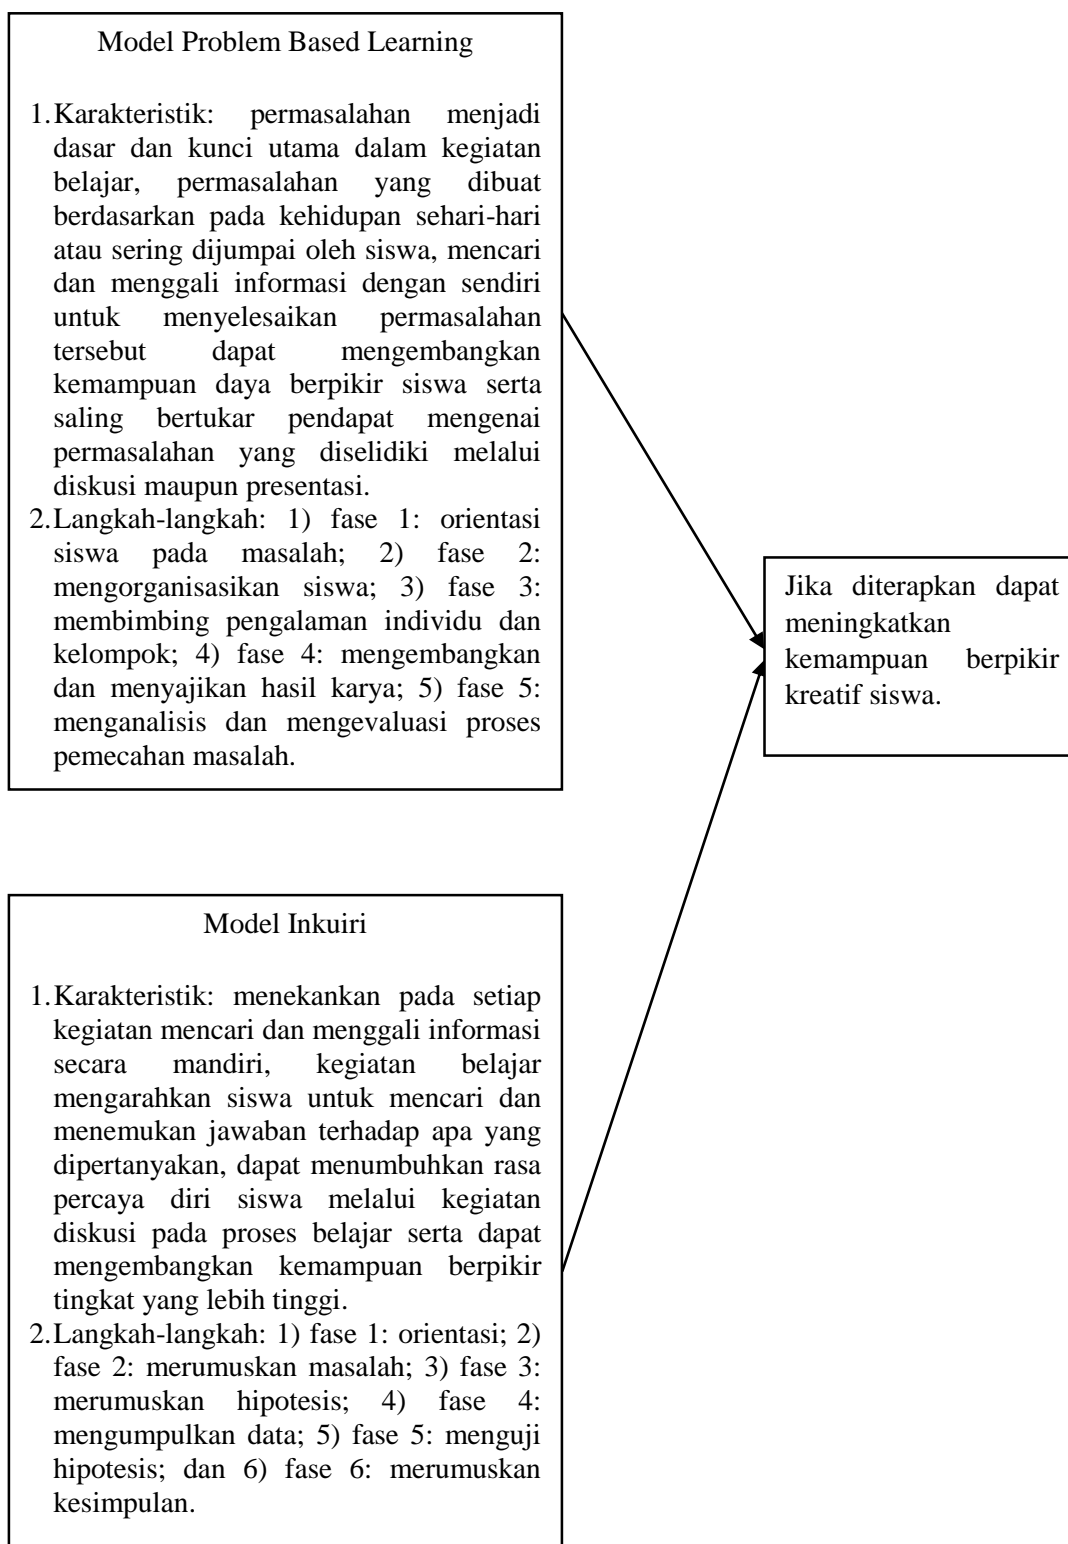 Model Problem Based Learning
1. Karakteristik: permasalahan menjadi
dasar dan kunci utama dalam kegiatan
belajar, permasalahan yang dibuat
berdasarkan pada kehidupan sehari-hari
atau sering dijumpai oleh siswa, mencari
dan menggali informasi dengan sendiri
untuk menyelesaikan permasalahan
tersebut dapat mengembangkan
kemampuan daya berpikir siswa serta
saling bertukar pendapat mengenai
permasalahan yang diselidiki melalui
diskusi maupun presentasi.
2. Langkah-langkah: 1) fase 1: orientasi
siswa pada masalah; 2) fase 2:
mengorganisasikan siswa; 3) fase 3:
membimbing pengalaman individu dan
kelompok; 4) fase 4: mengembangkan
dan menyajikan hasil karya; 5) fase 5:
menganalisis dan mengevaluasi proses
pemecahan masalah.
Jika diterapkan dapat
meningkatkan
kemampuan berpikir
kreatif siswa.
Model Inkuiri
1. Karakteristik: menekankan pada setiap
kegiatan mencari dan menggali informasi
secara mandiri, kegiatan belajar
mengarahkan siswa untuk mencari dan
menemukan jawaban terhadap apa yang
dipertanyakan, dapat menumbuhkan rasa
percaya diri siswa melalui kegiatan
diskusi pada proses belajar serta dapat
mengembangkan kemampuan berpikir
tingkat yang lebih tinggi.
2. Langkah-langkah: 1) fase 1: orientasi; 2)
fase 2: merumuskan masalah; 3) fase 3:
merumuskan hipotesis; 4) fase 4:
mengumpulkan data; 5) fase 5: menguji
hipotesis; dan 6) fase 6: merumuskan
kesimpulan.